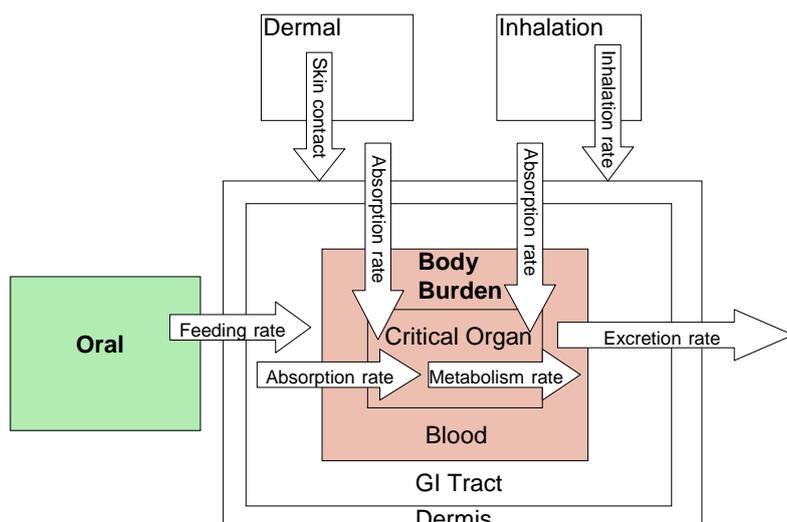 Dermal
Inhalation
Skin contact
Inhalation rate
Absorption rate
Absorption rate
Body
Burden
Oral
Feeding rate
Critical Organ
Excretion rate
Absorption rate
Metabolism rate
Blood
GI Tract
Dermis